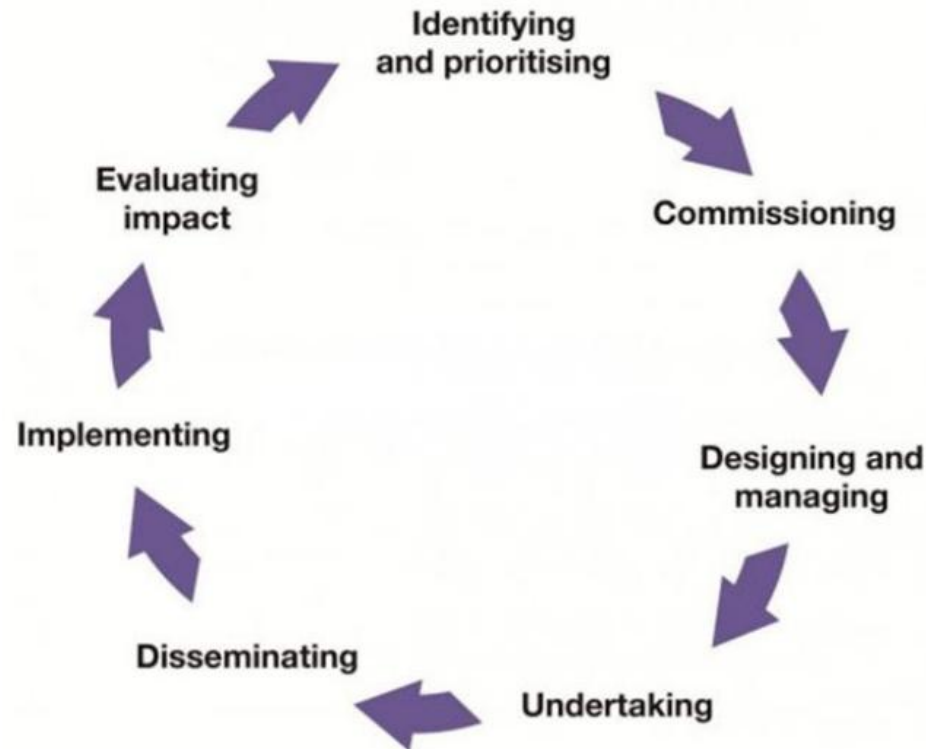 Identifying
and prioritising
Commissioning
Designing and
managing
Undertaking
Disseminating
Implementing
Evaluating
impact